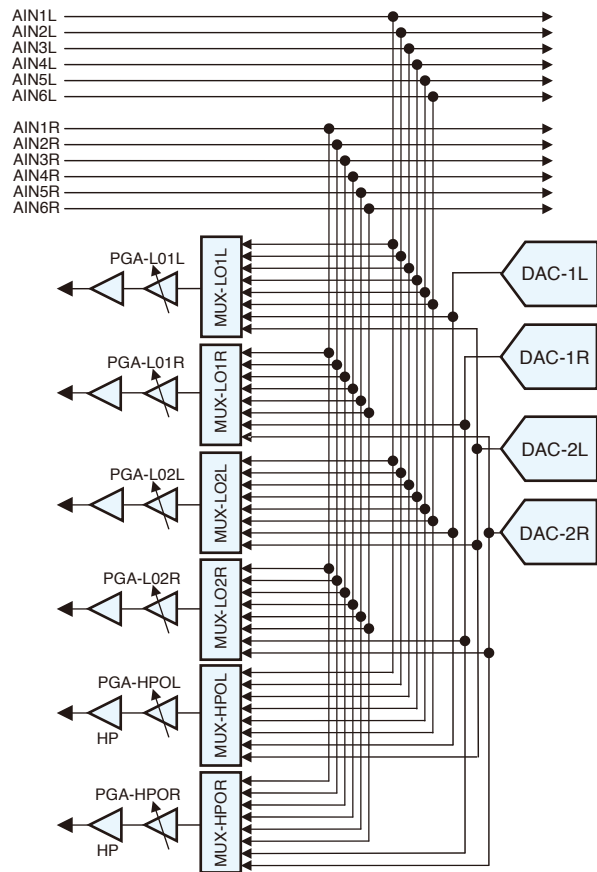 AIN1L
AIN2L
AIN3L
AIN4L
AIN5L
AIN6L
AIN1R
AIN2R
AIN3R
AIN4R
AIN5R
AIN6R
PGA-L01L
MUX-LO1L
DAC-1L
PGA-L01R
MUX-LO1R
DAC-1R
PGA-L02L
MUX-LO2L
DAC-2L
DAC-2R
PGA-L02R
MUX-LO2R
PGA-HPOL
MUX-HPOL
HP
PGA-HPOR
MUX-HPOR
HP